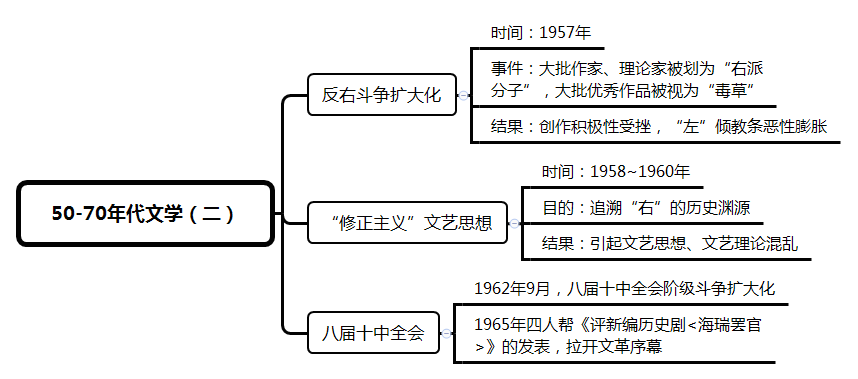 50-70年代文学（二）
反右斗争扩大化
时间：1957年
事件：大批作家、理论家被划为“右派
分子”，大批优秀作品被视为“毒草”
结果：创作积极性受挫，“左”倾教条恶性膨胀
“修正主义”文艺思想
时间：1958~1960年
目的：追溯“右”的历史渊源
结果：引起文艺思想、文艺理论混乱
八届十中全会
1962年9月，八届十中全会阶级斗争扩大化
1965年四人帮《评新编历史剧<海瑞罢官
>》的发表，拉开文革序幕